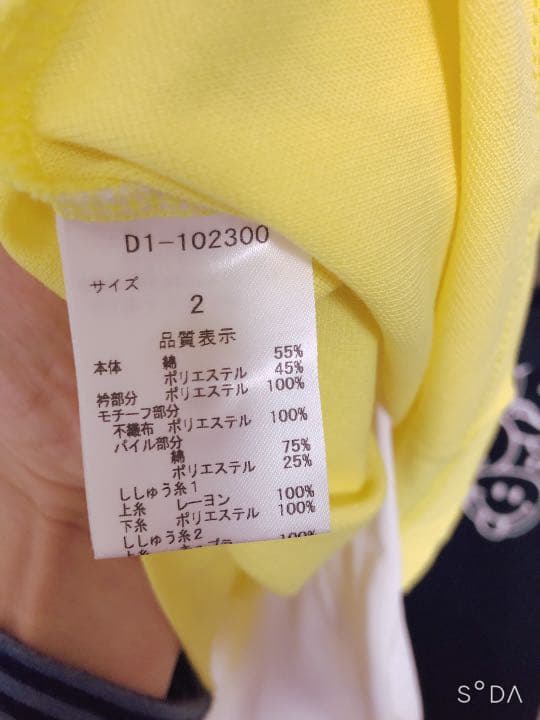 D1-102300
サイズ
2
品質表示
本体 綿 55%
ポリエステル 45%
衿部分 ポリエステル 100%
モチーフ部分
不織布 ポリエステル 100%
パイル部分
綿 75%
ポリエステル 25%
ししゅう糸1
上糸 レーヨン 100%
下糸 ポリエステル 100%
ししゅう糸2
上糸 100%
S°DA